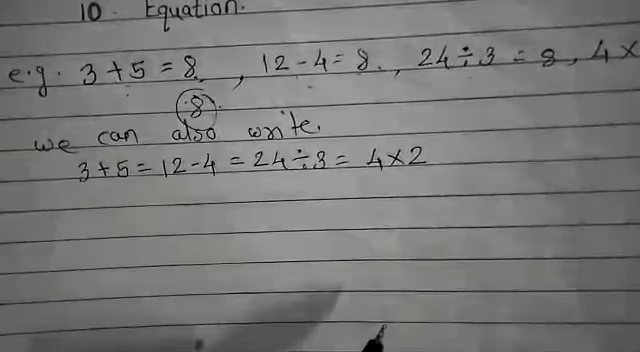 10. Equation.
e.g. 3+5=8, 12-4=8, 24÷3=8, 4×
8
we can also write.
3+5=12-4=24÷3=4×2